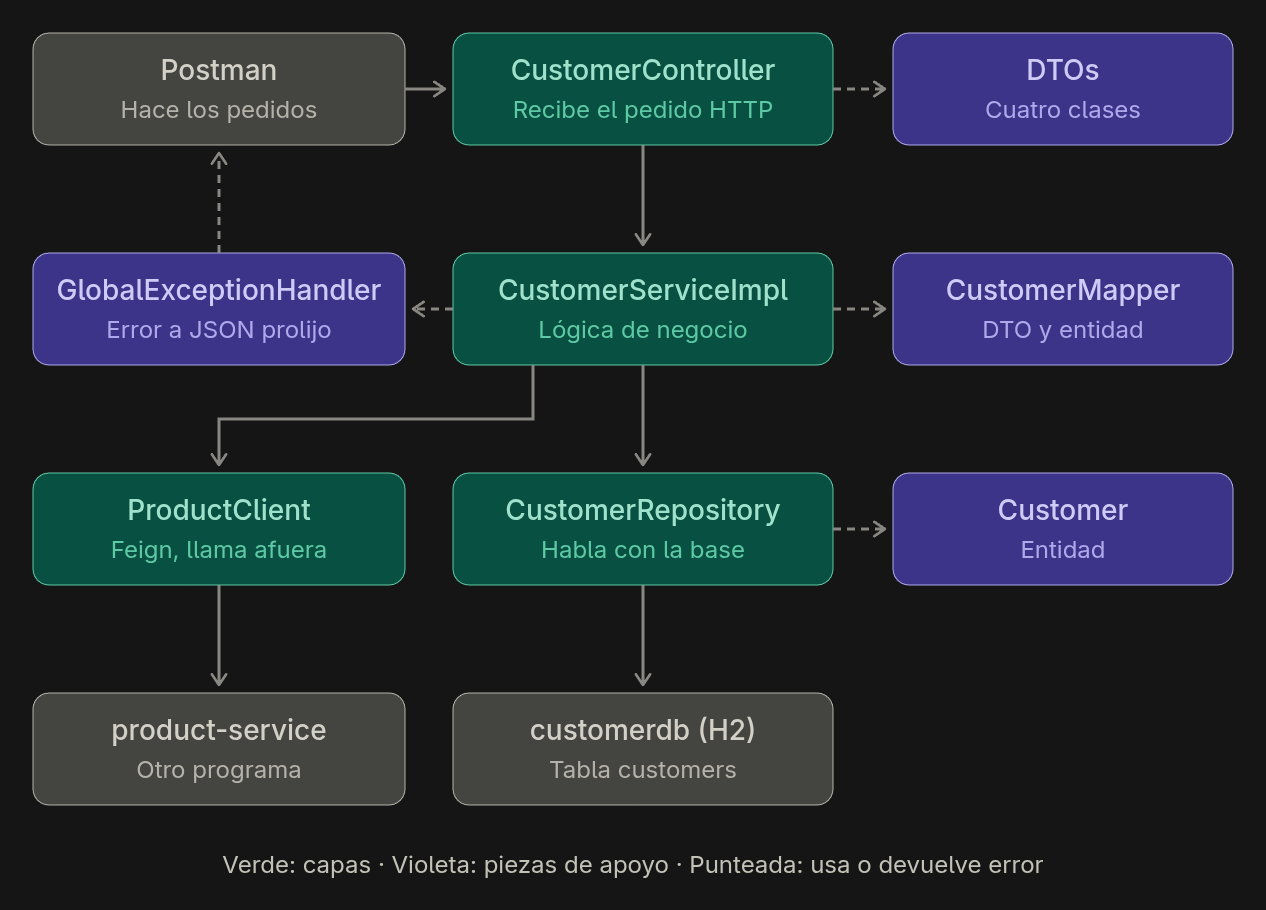 Postman
Hace los pedidos
CustomerController
Recibe el pedido HTTP
DTOs
Cuatro clases
GlobalExceptionHandler
Error a JSON prolijo
CustomerServiceImpl
Lógica de negocio
CustomerMapper
DTO y entidad
ProductClient
Feign, llama afuera
CustomerRepository
Habla con la base
Customer
Entidad
product-service
Otro programa
customerdb (H2)
Tabla customers
Verde: capas · Violeta: piezas de apoyo · Punteada: usa o devuelve error